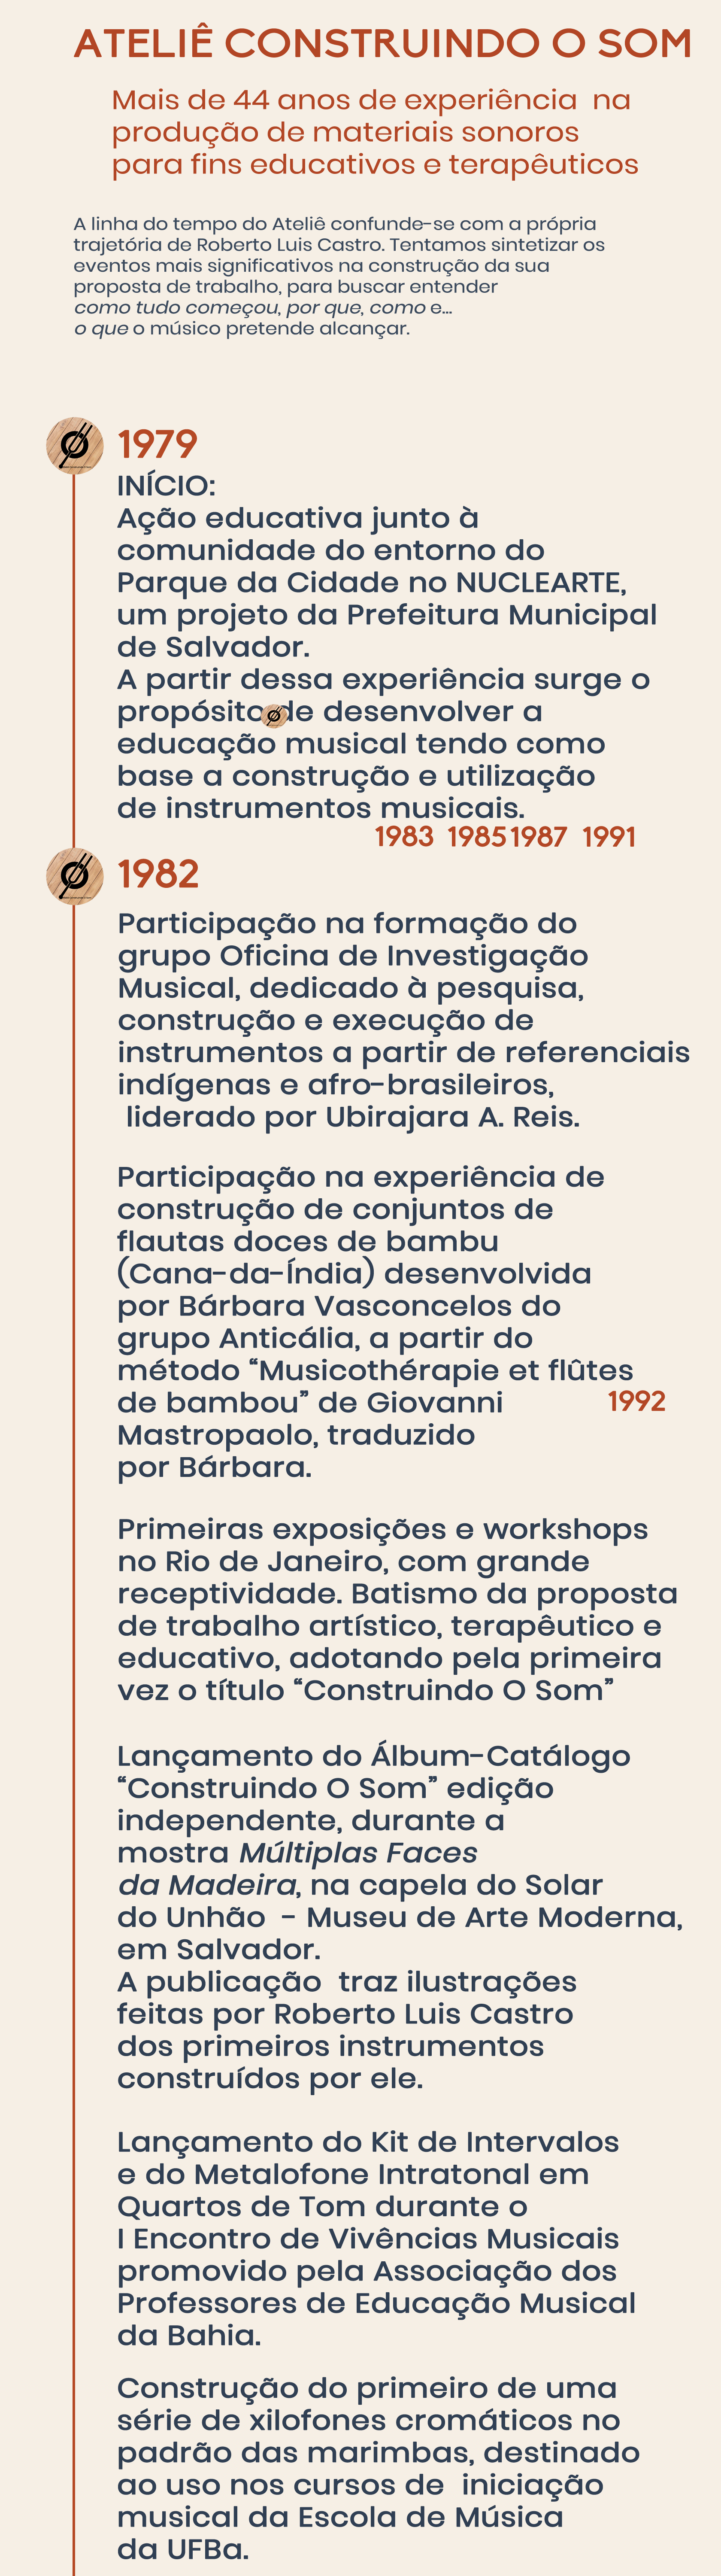 ATELIÊ CONSTRUINDO O SOM
Mais de 44 anos de experiência na
produção de materiais sonoros
para fins educativos e terapêuticos
A linha do tempo do Ateliê confunde-se com a própria
trajetória de Roberto Luis Castro. Tentamos sintetizar os
eventos mais significativos na construção da sua
proposta de trabalho, para buscar entender
como tudo começou, por que, como e...
o que o músico pretende alcançar.
1979
INÍCIO:
Ação educativa junto à
comunidade do entorno do
Parque da Cidade no NUCLEARTE,
um projeto da Prefeitura Municipal
de Salvador.
A partir dessa experiência surge o
propósito de desenvolver a
educação musical tendo como
base a construção e utilização
de instrumentos musicais.
1983 1985 1987 1991
1982
Participação na formação do
grupo Oficina de Investigação
Musical, dedicado à pesquisa,
construção e execução de
instrumentos a partir de referenciais
indígenas e afro-brasileiros,
liderado por Ubirajara A. Reis.
Participação na experiência de
construção de conjuntos de
flautas doces de bambu
(Cana-da-Índia) desenvolvida
por Bárbara Vasconcelos do
grupo Anticália, a partir do
método “Musicothérapie et flûtes
de bambou” de Giovanni
1992
Mastropaolo, traduzido
por Bárbara.
Primeiras exposições e workshops
no Rio de Janeiro, com grande
receptividade. Batismo da proposta
de trabalho artístico, terapêutico e
educativo, adotando pela primeira
vez o título “Construindo O Som”
Lançamento do Álbum-Catálogo
“Construindo O Som” edição
independente, durante a
mostra Múltiplas Faces
da Madeira, na capela do Solar
do Unhão - Museu de Arte Moderna,
em Salvador.
A publicação traz ilustrações
feitas por Roberto Luis Castro
dos primeiros instrumentos
construídos por ele.
Lançamento do Kit de Intervalos
e do Metalofone Intratonal em
Quartos de Tom durante o
I Encontro de Vivências Musicais
promovido pela Associação dos
Professores de Educação Musical
da Bahia.
Construção do primeiro de uma
série de xilofones cromáticos no
padrão das marimbas, destinado
ao uso nos cursos de iniciação
musical da Escola de Música
da UFBa.